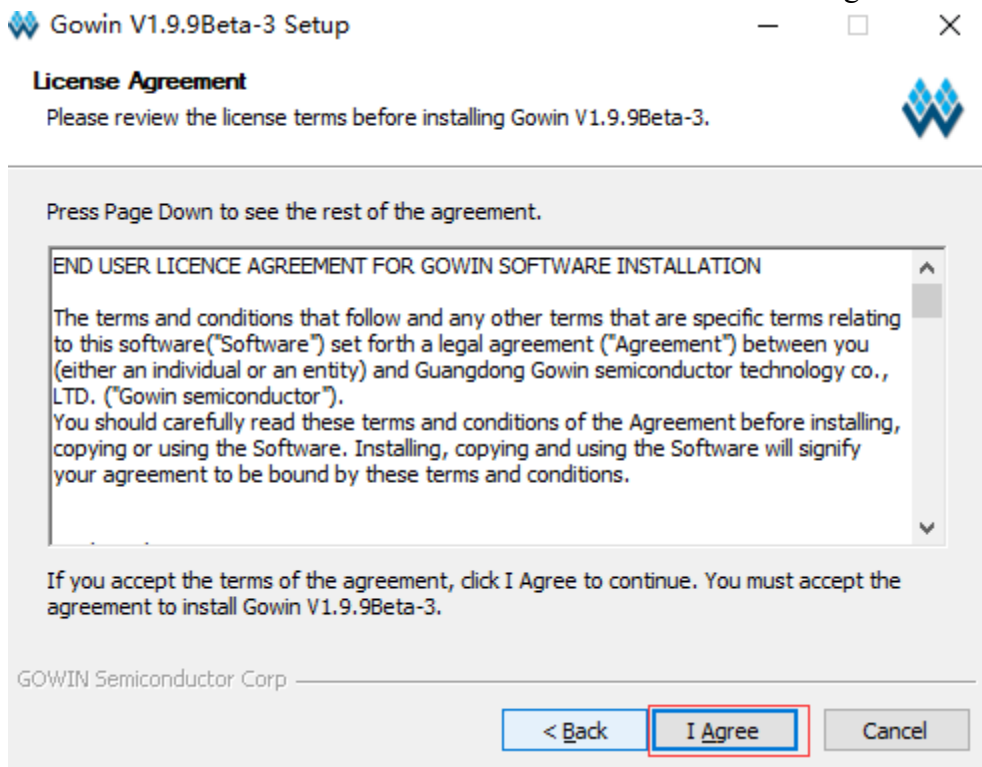 Gowin V1.9.9Beta-3 Setup
License Agreement
Please review the license terms before installing Gowin V1.9.9Beta-3.
Press Page Down to see the rest of the agreement.
END USER LICENCE AGREEMENT FOR GOWIN SOFTWARE INSTALLATION
The terms and conditions that follow and any other terms that are specific terms relating
to this software("Software") set forth a legal agreement ("Agreement") between you
(either an individual or an entity) and Guangdong Gowin semiconductor technology co.,
LTD. ("Gowin semiconductor").
You should carefully read these terms and conditions of the Agreement before installing,
copying or using the Software. Installing, copying and using the Software will signify
your agreement to be bound by these terms and conditions.
If you accept the terms of the agreement, click I Agree to continue. You must accept the
agreement to install Gowin V1.9.9Beta-3.
GOWIN Semiconductor Corp
< Back
I Agree
Cancel